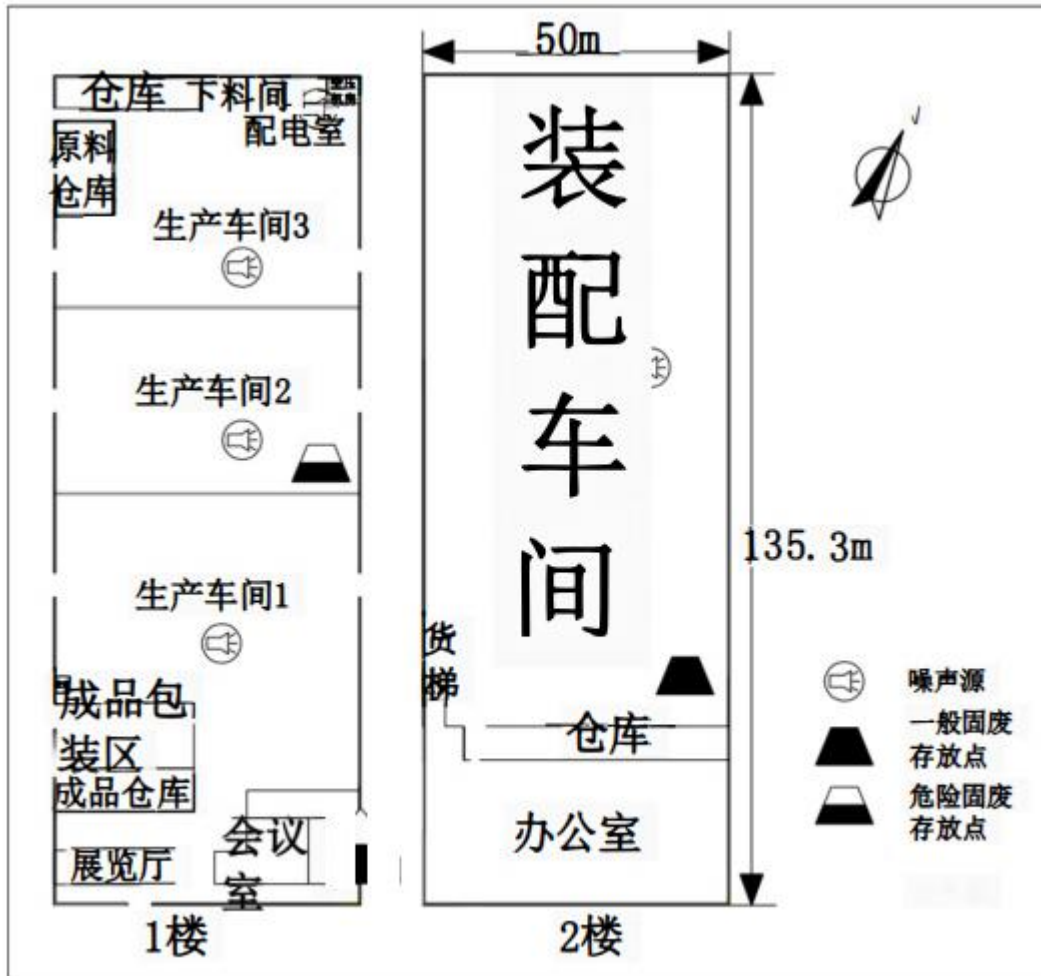 50m
仓库 下料间
空压
机房
配电室
原料
仓库
生产车间3
生产车间2
生产车间1
成品包
装区
成品仓库
展览厅
会议
室
1楼
装
配
车
间
135.3m
货
梯
仓库
办公室
2楼
噪声源
一般固废
存放点
危险固废
存放点